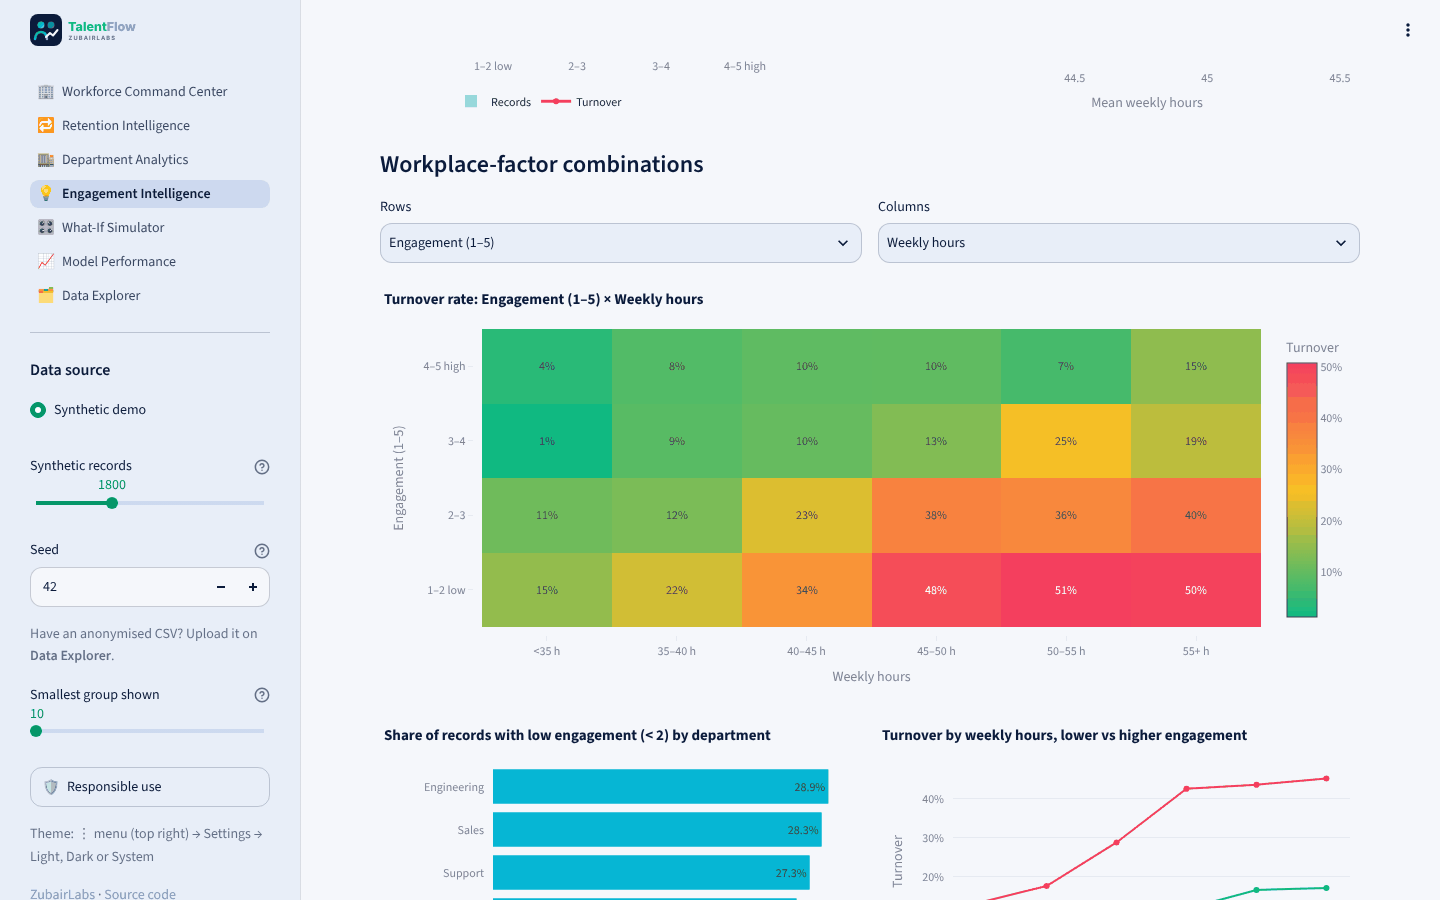 TalentFlow
ZUBAIRLABS
Workforce Command Center
Retention Intelligence
Department Analytics
Engagement Intelligence
What-If Simulator
Model Performance
Data Explorer
Data source
Synthetic demo
Synthetic records
1800
Seed
42
Have an anonymised CSV? Upload it on
Data Explorer.
Smallest group shown
10
Responsible use
Theme: ⋮ menu (top right) → Settings →
Light, Dark or System
ZubairLabs · Source code
1–2 low 2–3 3–4 4–5 high
Records Turnover
44.5 45 45.5
Mean weekly hours
Workplace-factor combinations
Rows
Engagement (1–5)
Columns
Weekly hours
Turnover rate: Engagement (1–5) × Weekly hours
Engagement (1–5)
4–5 high 4% 8% 10% 10% 7% 15%
3–4 1% 9% 10% 13% 25% 19%
2–3 11% 12% 23% 38% 36% 40%
1–2 low 15% 22% 34% 48% 51% 50%
<35 h 35–40 h 40–45 h 45–50 h 50–55 h 55+ h
Weekly hours
Turnover
50%
40%
30%
20%
10%
Share of records with low engagement (< 2) by department
Engineering 28.9%
Sales 28.3%
Support 27.3%
Turnover by weekly hours, lower vs higher engagement
Turnover
40%
30%
20%